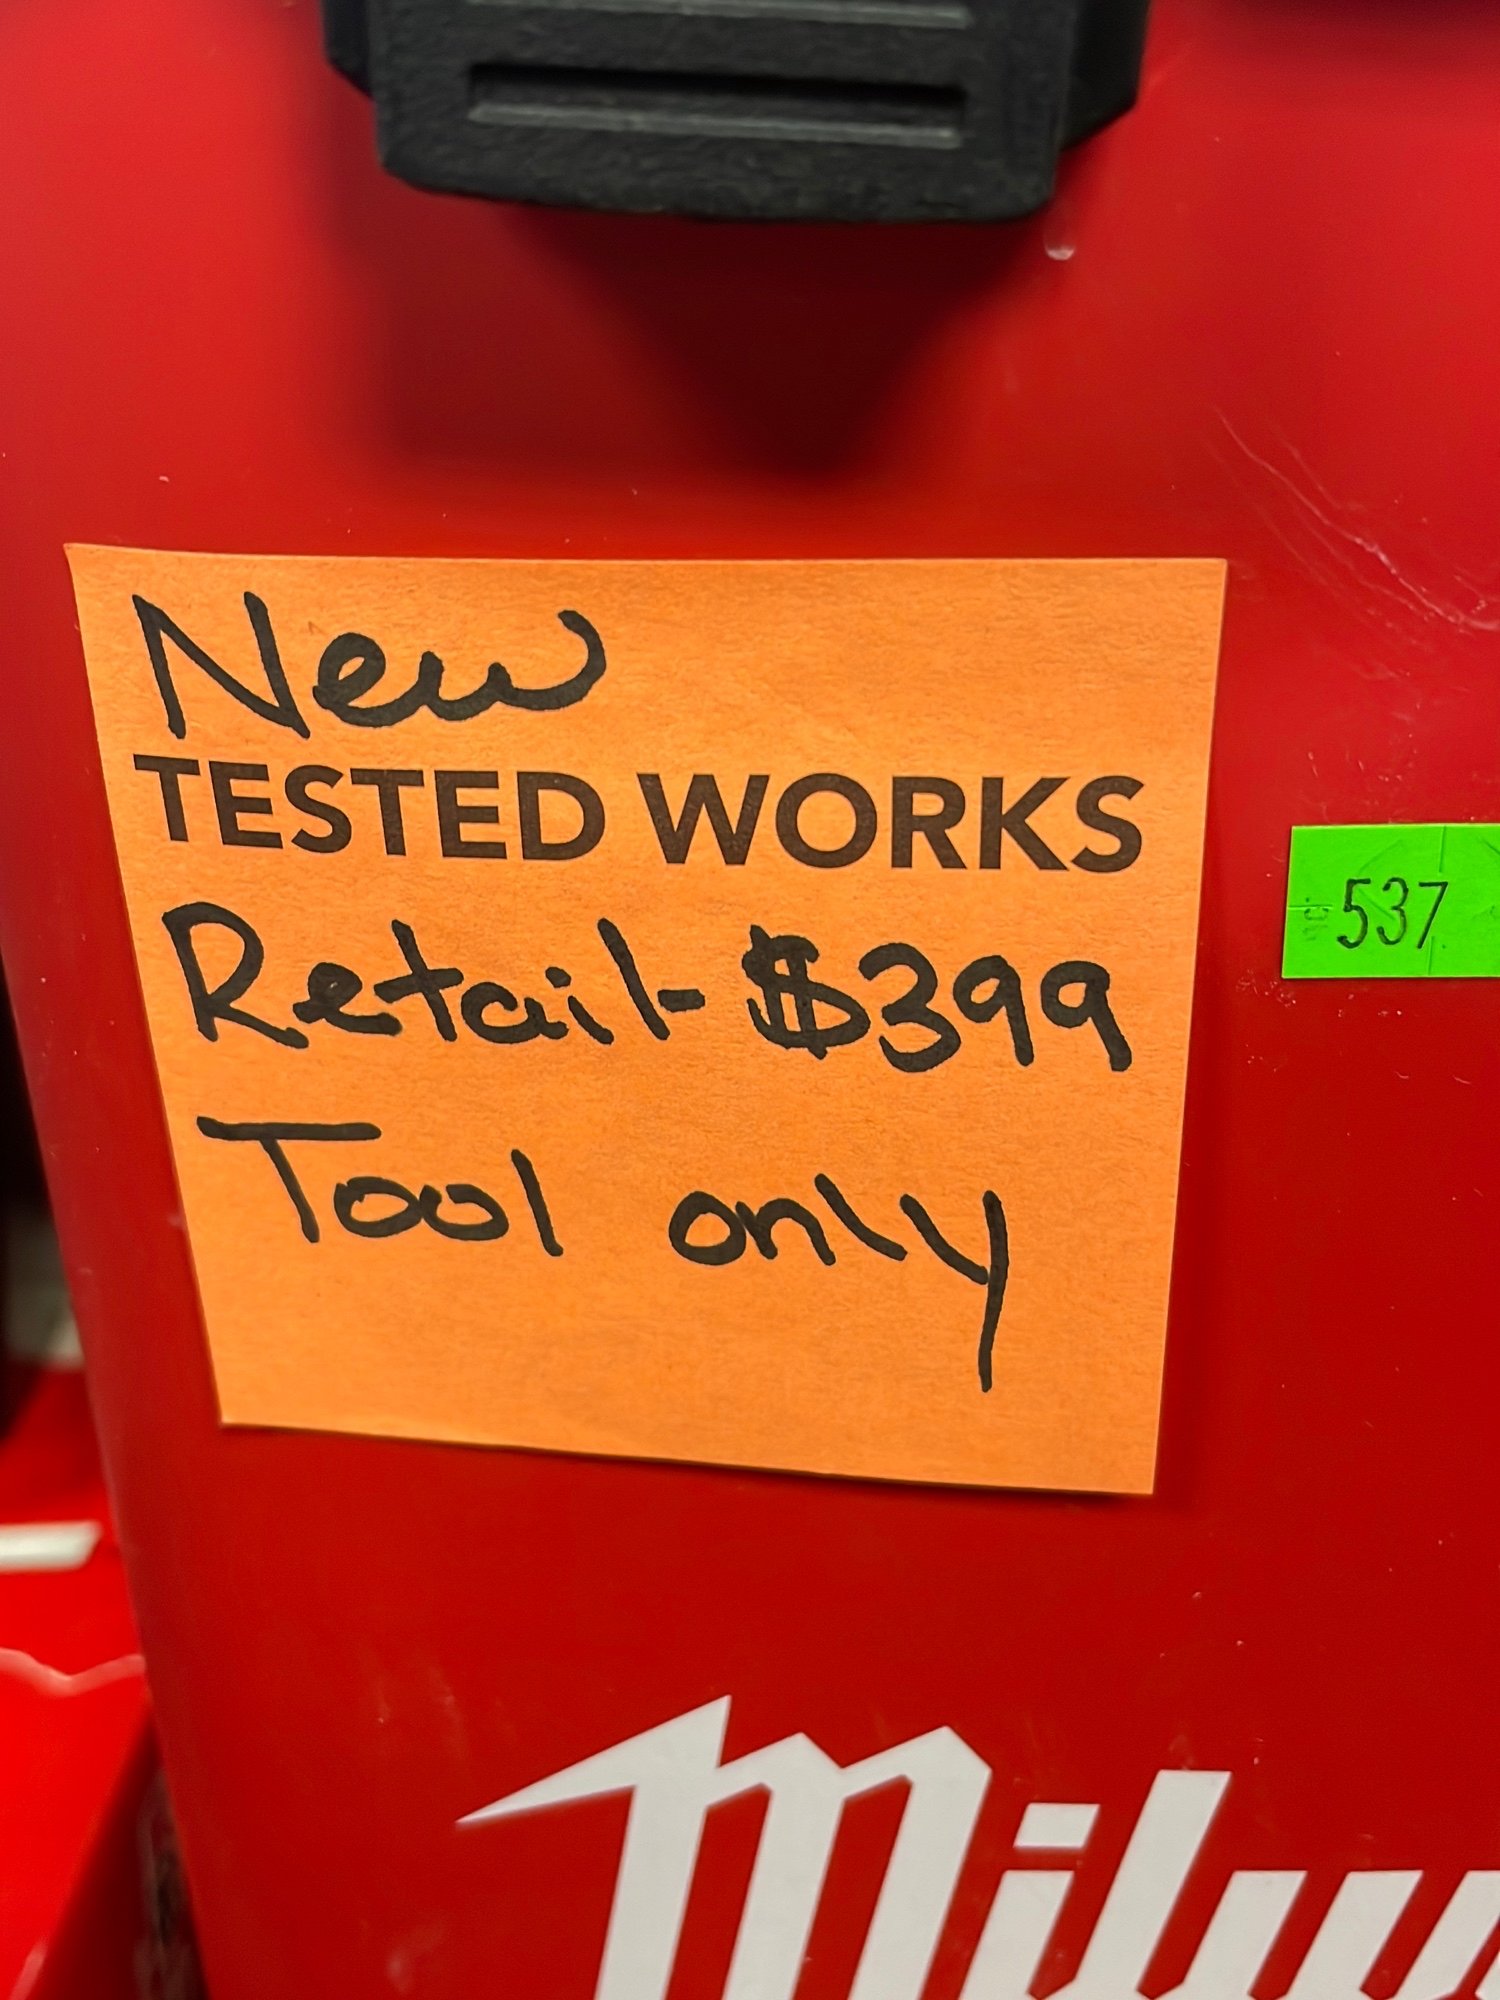 New
TESTED WORKS
Retail- $399
537
Tool only
Milw